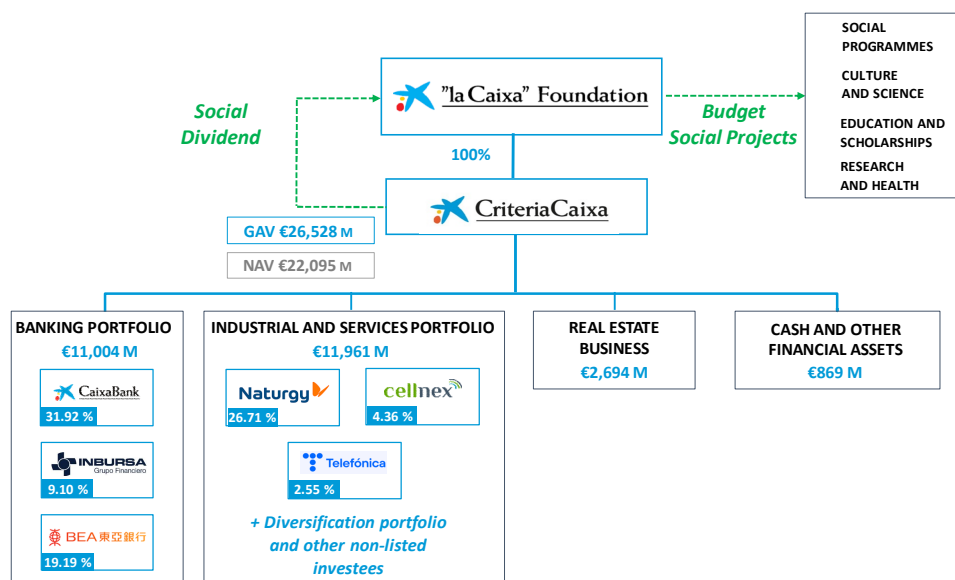 SOCIAL
PROGRAMMES
CULTURE
AND SCIENCE
EDUCATION AND
SCHOLARSHIPS
RESEARCH
AND HEALTH
"la Caixa" Foundation
Social
Dividend
Budget
Social Projects
100%
CriteriaCaixa
GAV €26,528 M
NAV €22,095 M
BANKING PORTFOLIO
€11,004 M
CaixaBank
31.92 %
INBURSA
Grupo Financiero
9.10 %
BEA東亞銀行
19.19 %
INDUSTRIAL AND SERVICES PORTFOLIO
€11,961 M
Naturgy
26.71 %
cellnex
4.36 %
Telefónica
2.55 %
+ Diversification portfolio
and other non-listed
investees
REAL ESTATE
BUSINESS
€2,694 M
CASH AND OTHER
FINANCIAL ASSETS
€869 M